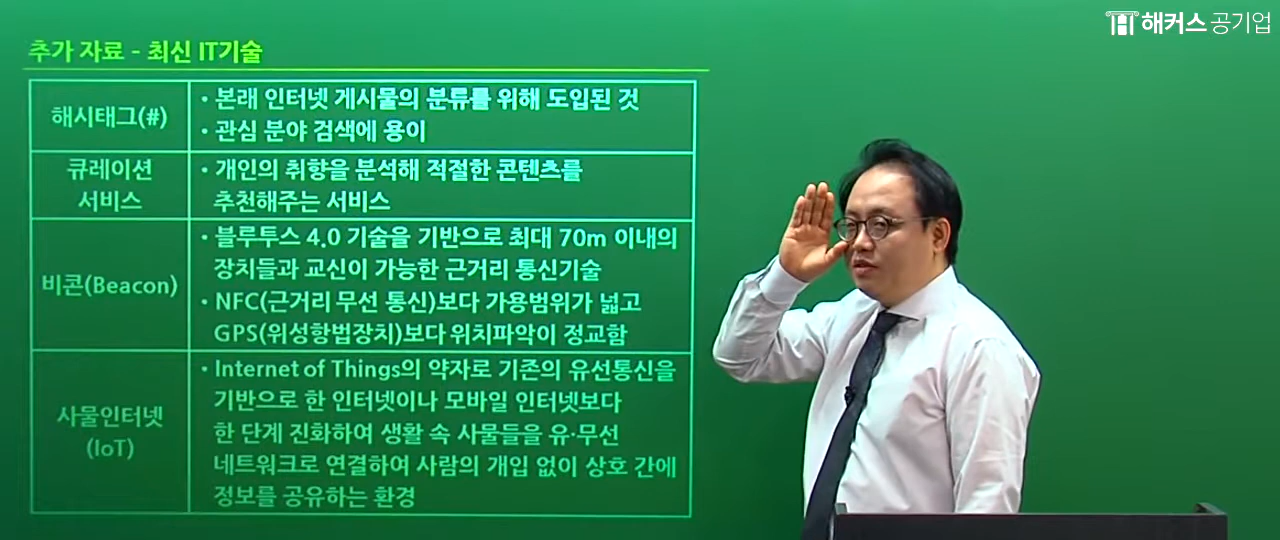 해커스 공기업
추가 자료 - 최신 IT기술
해시태그(#)
• 본래 인터넷 게시물의 분류를 위해 도입된 것
• 관심 분야 검색에 용이
큐레이션
서비스
• 개인의 취향을 분석해 적절한 콘텐츠를
추천해주는 서비스
비콘(Beacon)
• 블루투스 4.0 기술을 기반으로 최대 70m 이내의
장치들과 교신이 가능한 근거리 통신기술
• NFC(근거리 무선 통신)보다 가용범위가 넓고
GPS(위성항법장치)보다 위치파악이 정교함
사물인터넷
(IoT)
• Internet of Things의 약자로 기존의 유선통신을
기반으로 한 인터넷이나 모바일 인터넷보다
한 단계 진화하여 생활 속 사물들을 유·무선
네트워크로 연결하여 사람의 개입 없이 상호 간에
정보를 공유하는 환경